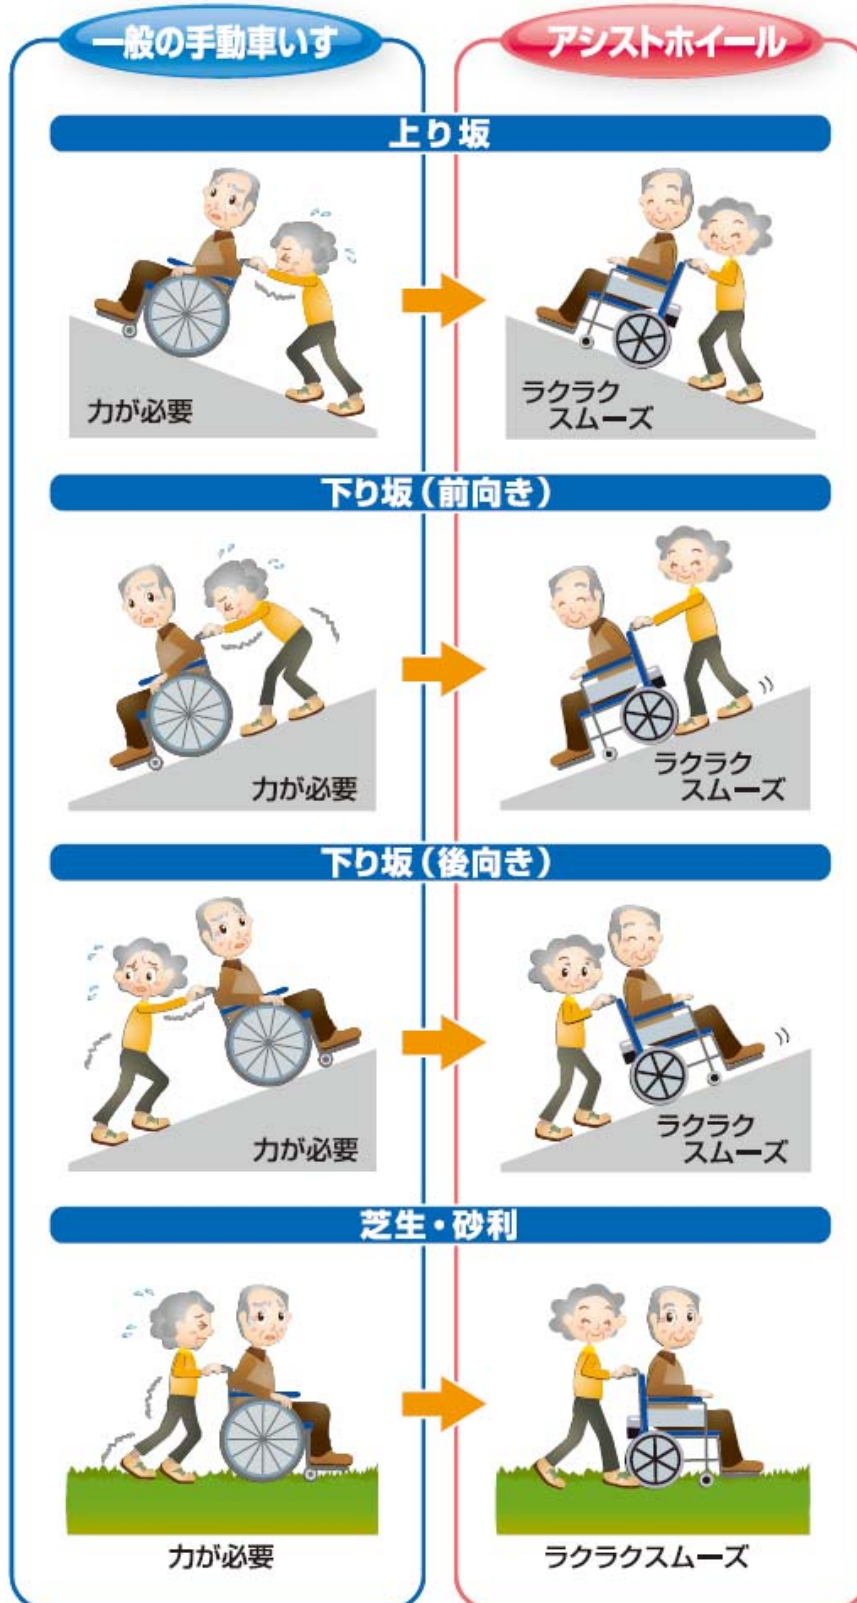 一般の手動車いす
アシストホイール
上り坂
力が必要
ラクラク
スムーズ
下り坂（前向き）
力が必要
ラクラク
スムーズ
下り坂（後向き）
力が必要
ラクラク
スムーズ
芝生・砂利
力が必要
ラクラクスムーズ